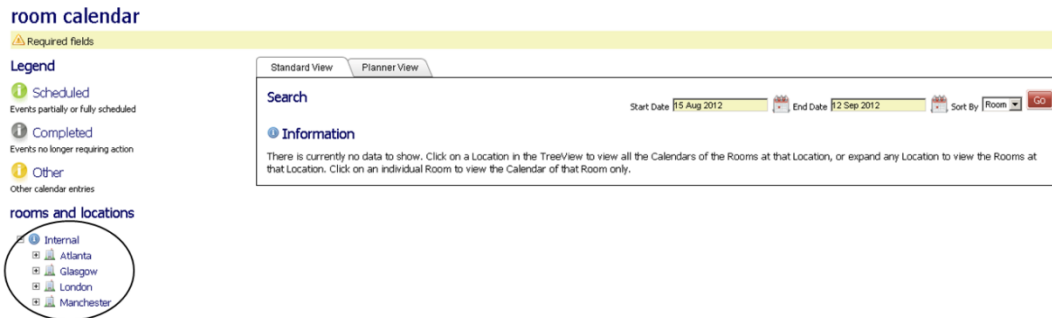 room calendar
Required fields
Legend
Scheduled
Events partially or fully scheduled
Completed
Events no longer requiring action
Other
Other calendar entries
rooms and locations
Internal
Atlanta
Glasgow
London
Manchester
Standard View Planner View
Search
Start Date 15 Aug 2012 End Date 12 Sep 2012 Sort By Room Go
Information
There is currently no data to show. Click on a Location in the TreeView to view all the Calendars of the Rooms at that Location, or expand any Location to view the Rooms at
that Location. Click on an individual Room to view the Calendar of that Room only.